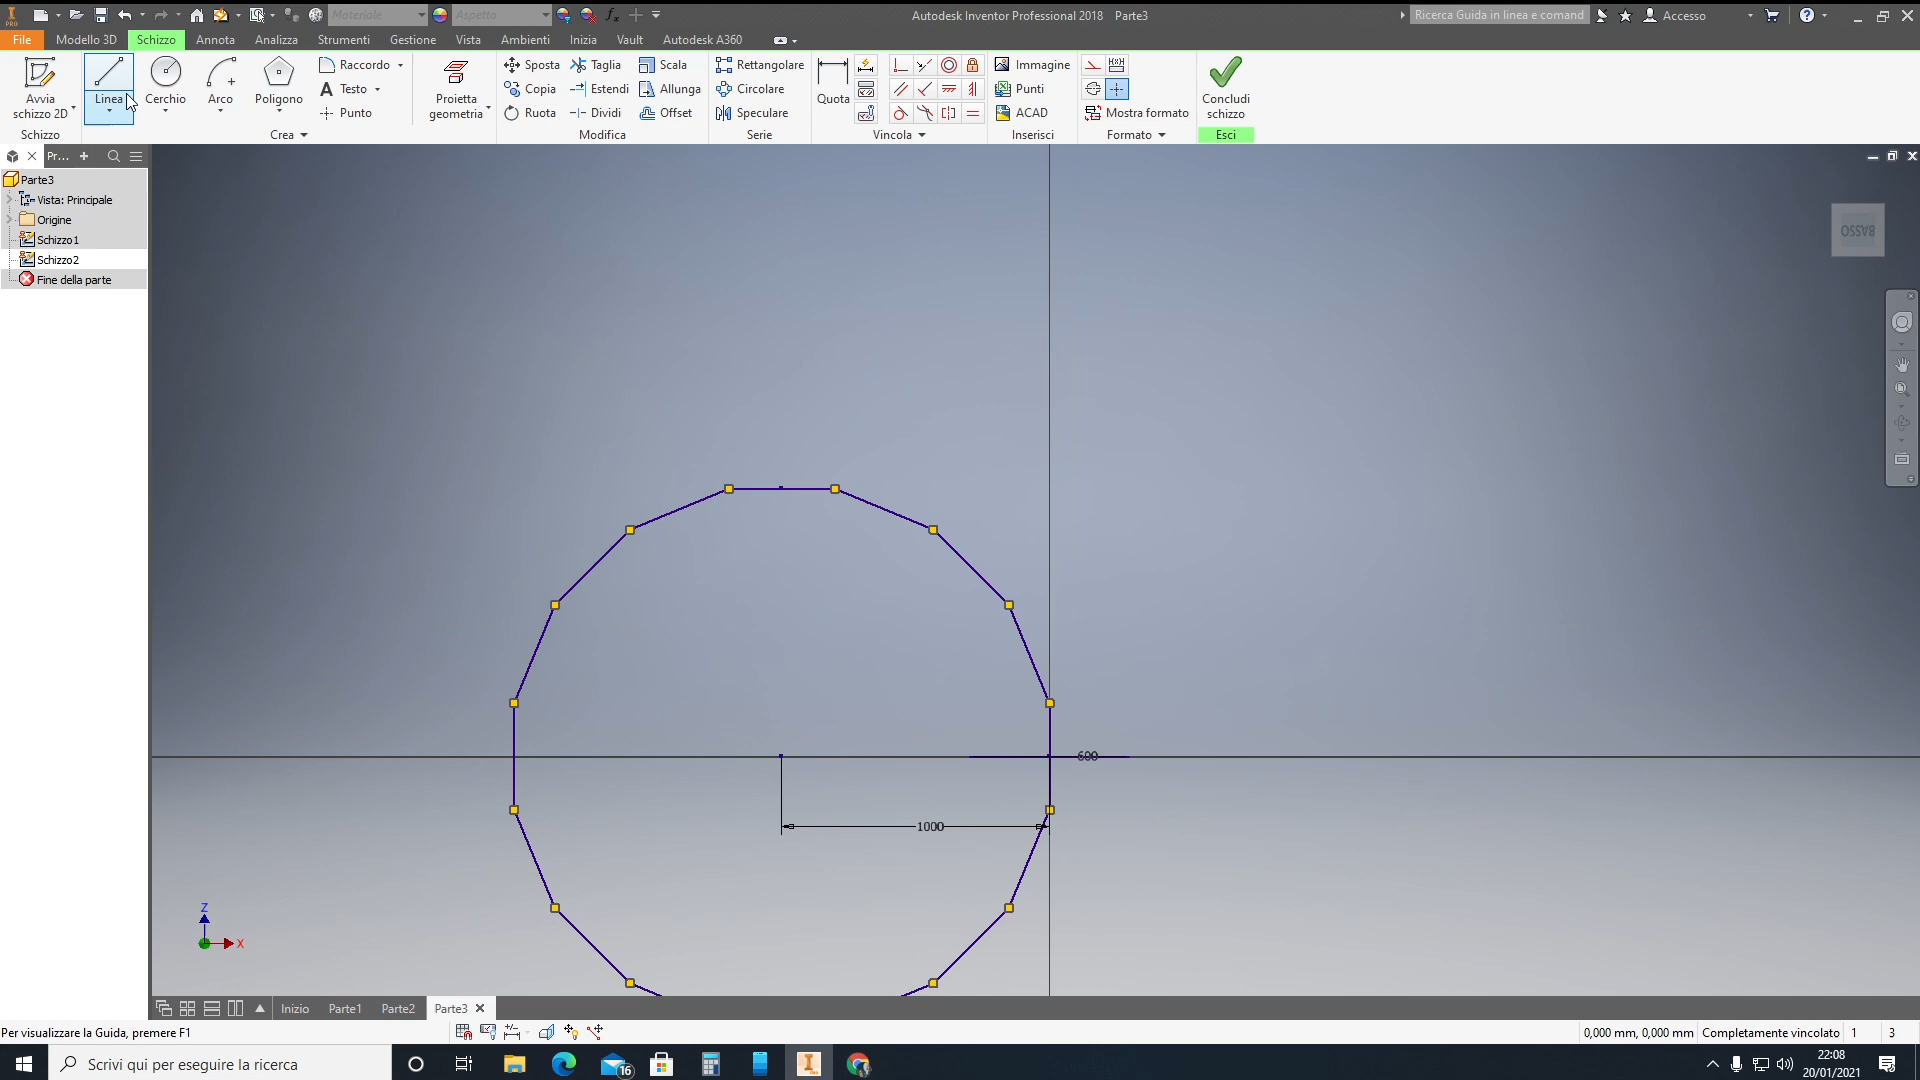 Materiale
Aspetto
Autodesk Inventor Professional 2018 Parte3
Ricerca Guida in linea e comand
Accesso
PRO
File Modello 3D Schizzo Annota Analizza Strumenti Gestione Vista Ambienti Inizia Vault Autodesk A360
Avvia
schizzo 2D
Schizzo
Linea
Cerchio
Arco
Poligono
Raccordo
Testo
Punto
Crea
Proietta
geometria
Sposta
Copia
Ruota
Taglia
Estendi
Dividi
Scala
Allunga
Offset
Modifica
Rettangolare
Circolare
Speculare
Serie
Quota
Vincola
Immagine
Punti
ACAD
Inserisci
Mostra formato
Formato
Concludi
schizzo
Esci
Pr...
Parte3
Vista: Principale
Origine
Schizzo1
Schizzo2
Fine della parte
BASSO
600
1000
Z
X
Inizio Parte1 Parte2 Parte3
Per visualizzare la Guida, premere F1
0,000 mm, 0,000 mm Completamente vincolato 1 3
Scrivi qui per eseguire la ricerca
16
22:08
20/01/2021